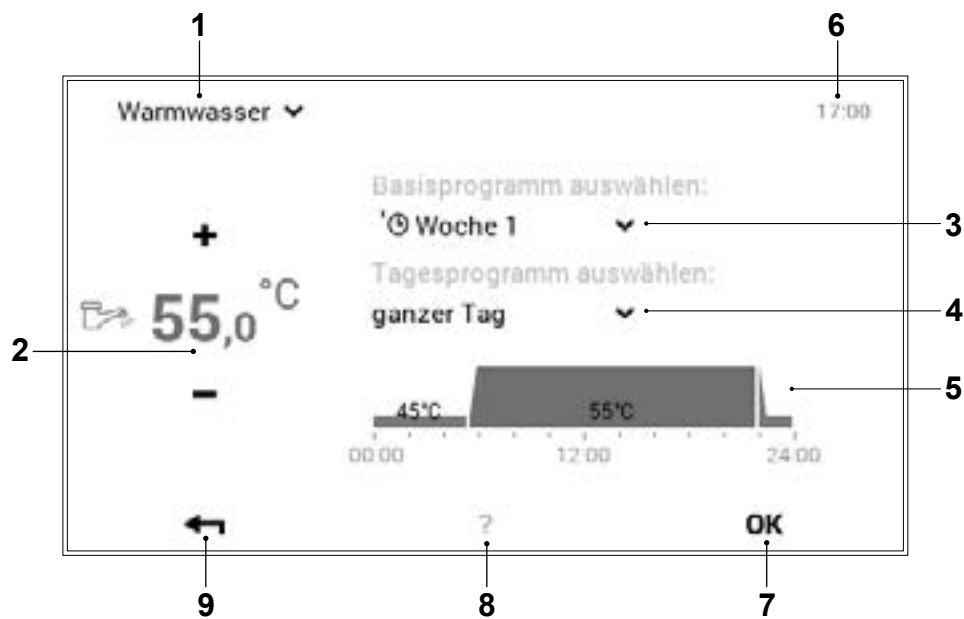 1 6
Warmwasser 17:00
Basisprogramm auswählen:
Woche 1 3
+
Tagesprogramm auswählen:
°C
ganzer Tag 4
55,0
2
−
5
45°C 55°C
00:00 12:00 24:00
? OK
9 8 7